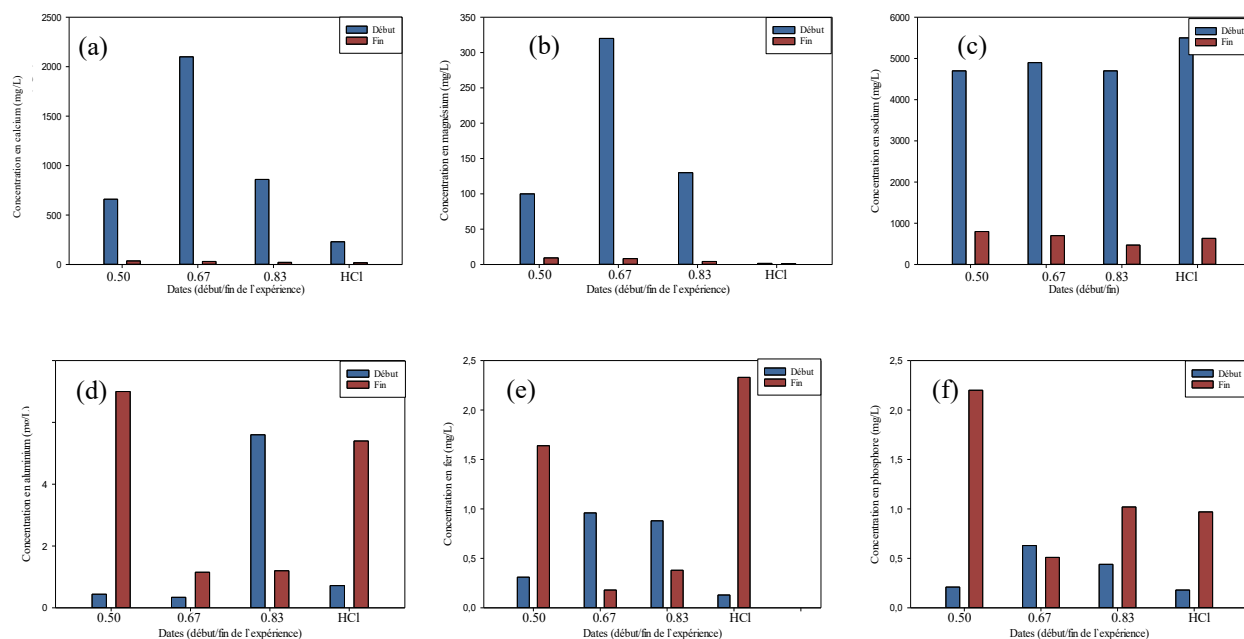 (a)
Début
Fin
Concentration en calcium (mg/L)
2500
2000
1500
1000
500
0
0.50 0.67 0.83 HCl
Dates (début/fin de l'expérience)
(b)
Début
Fin
Concentration en magnésium (mg/L)
350
300
250
200
150
100
50
0
0.50 0.67 0.83 HCl
Dates (début/fin de l'expérience)
(c)
Début
Fin
Concentration en sodium (mg/L)
6000
5000
4000
3000
2000
1000
0
0.50 0.67 0.83 HCl
Dates (début/fin)
(d)
Début
Fin
Concentration en aluminium (mg/L)
4
2
0
0.50 0.67 0.83 HCl
Dates (début/fin de l'expérience)
(e)
Début
Fin
Concentration en fer (mg/L)
2,5
2,0
1,5
1,0
0,5
0,0
0.50 0.67 0.83 HCl
Dates (début/fin de l'expérience)
(f)
Début
Fin
Concentration en phosphore (mg/L)
2,5
2,0
1,5
1,0
0,5
0,0
0.50 0.67 0.83 HCl
Dates (début/fin de l'expérience)